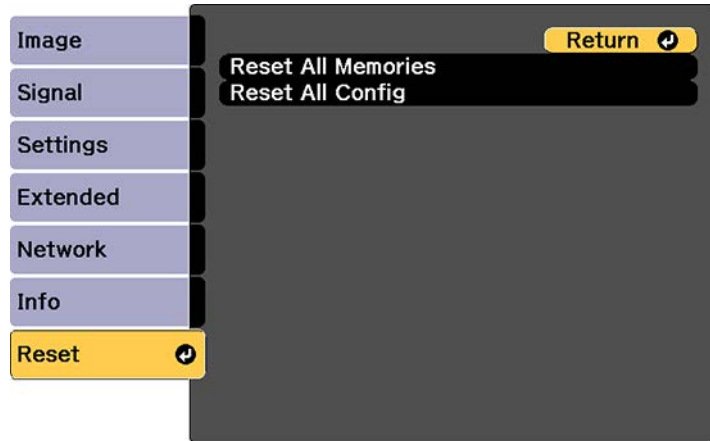 Image
Signal
Settings
Extended
Network
Info
Reset
Return
Reset All Memories
Reset All Config